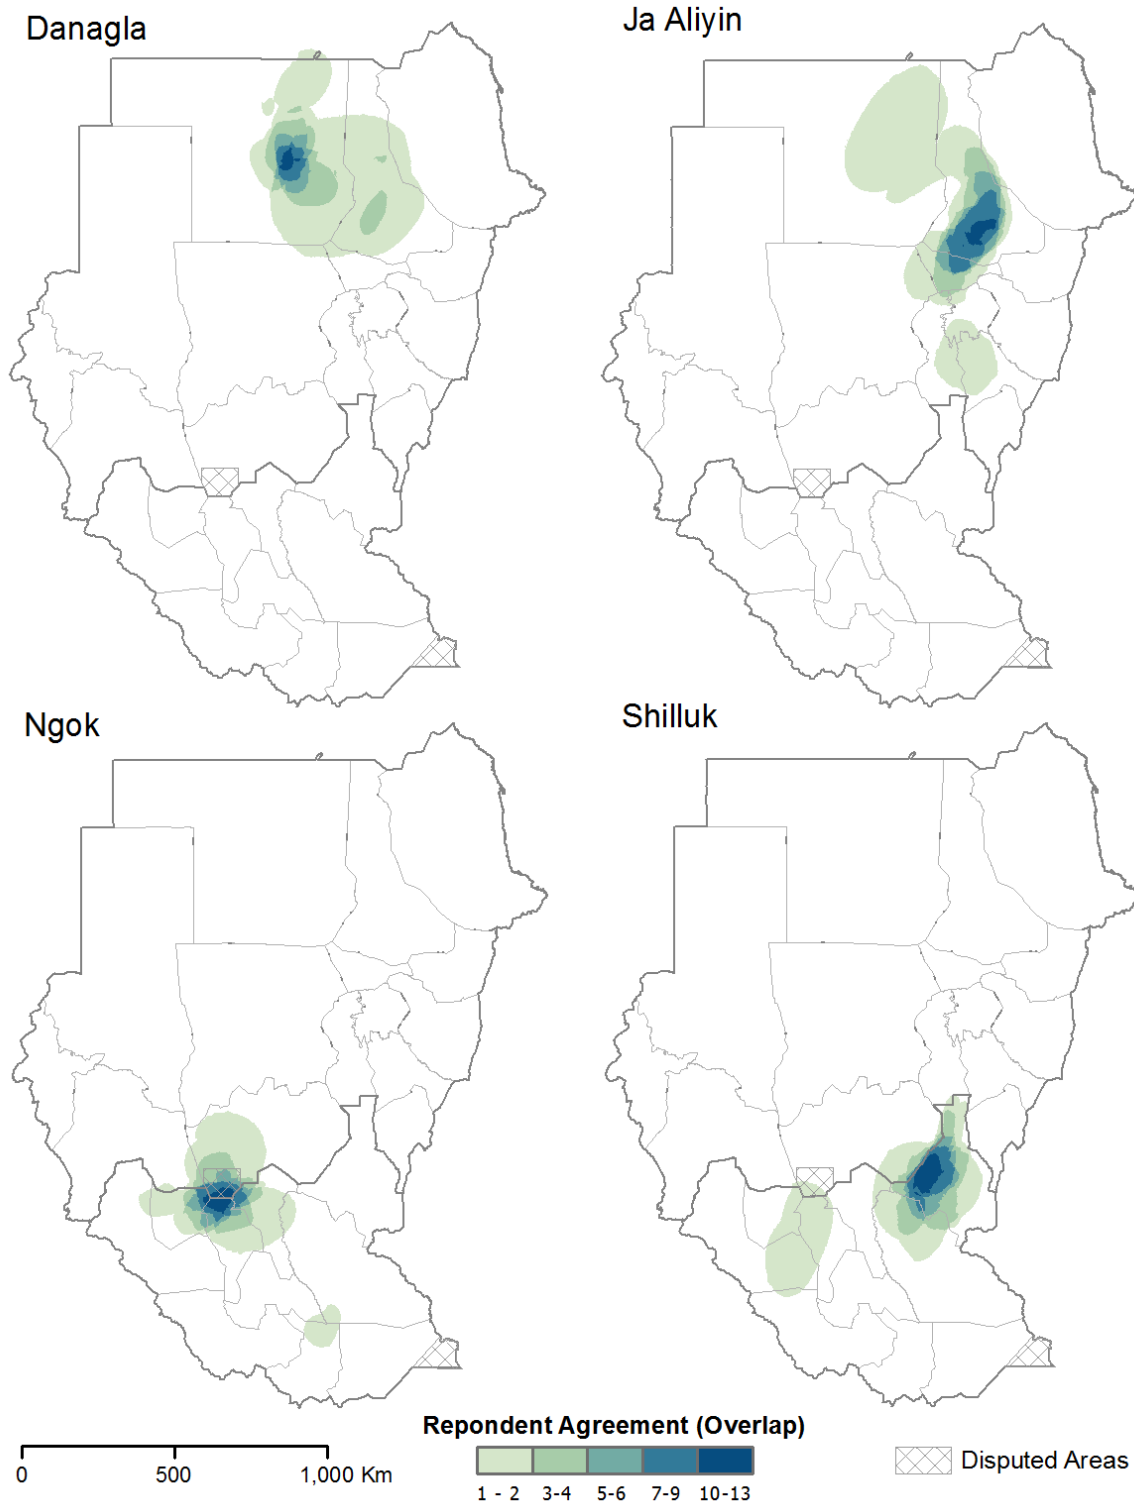 Danagla
Ja Aliyin
Ngok
Shilluk
Repondent Agreement (Overlap)
0 500 1,000 Km
1 - 2 3-4 5-6 7-9 10-13
Disputed Areas